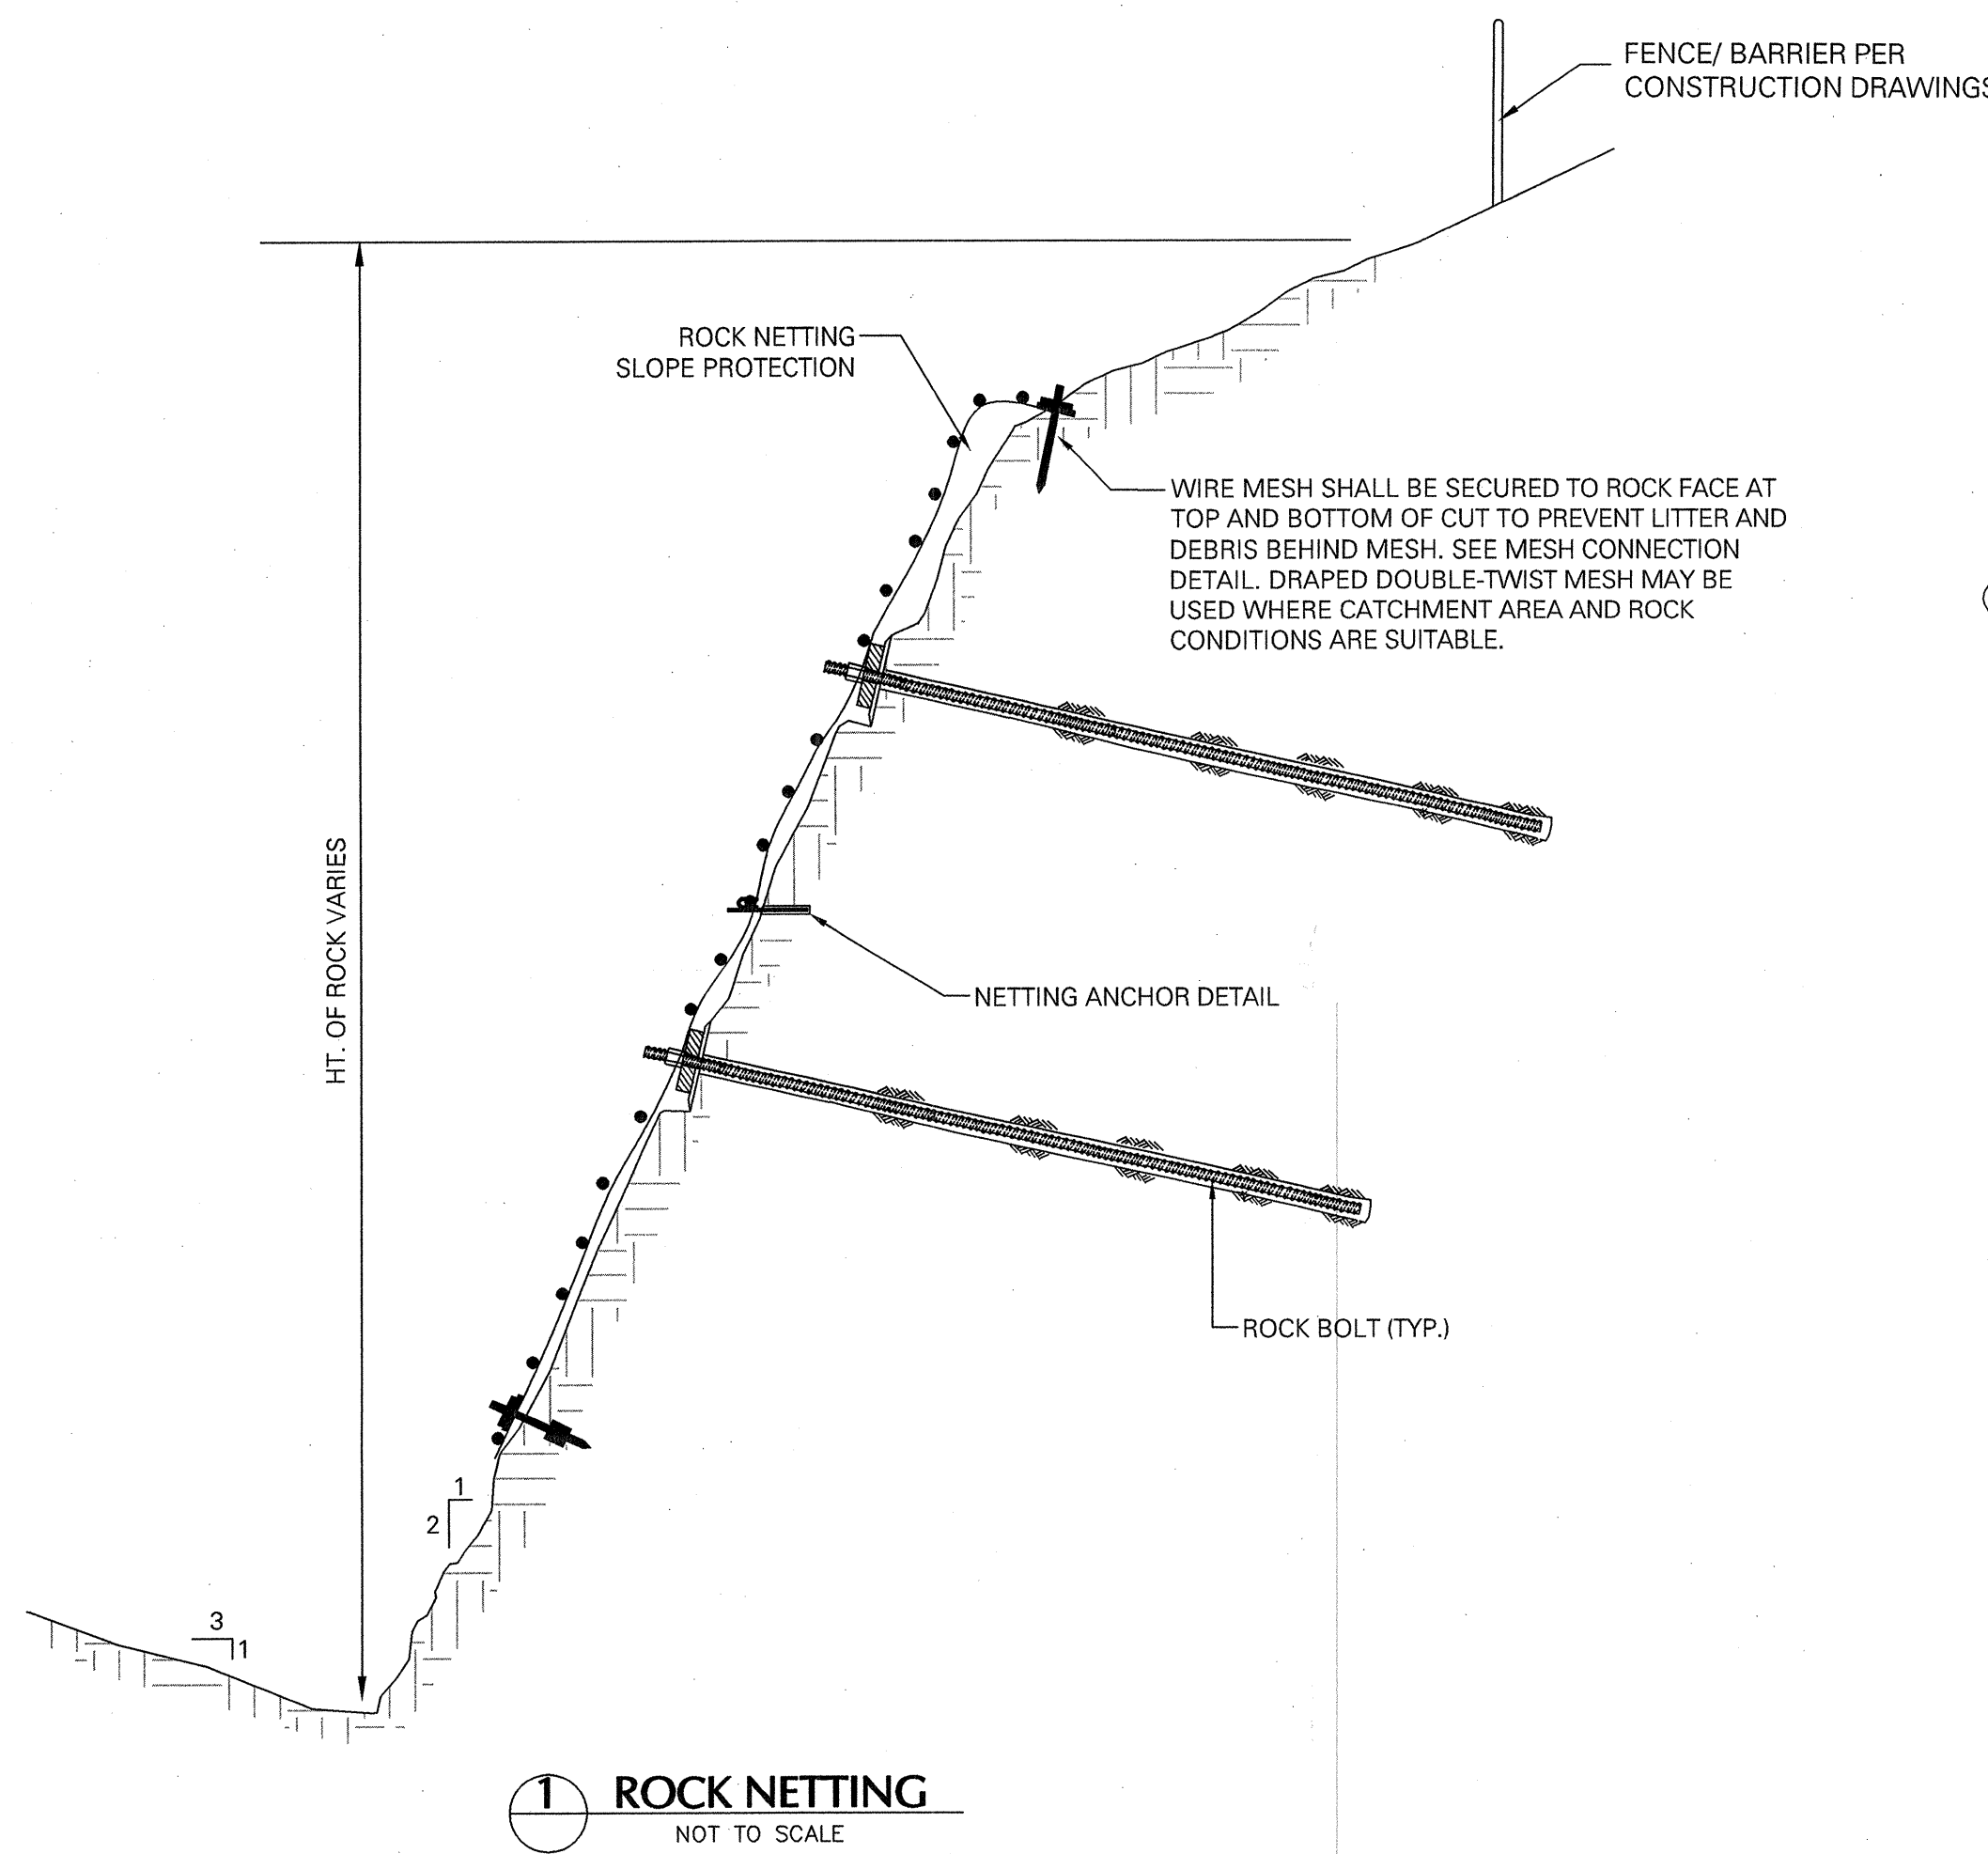 FENCE/ BARRIER PER
CONSTRUCTION DRAWINGS
ROCK NETTING
SLOPE PROTECTION
WIRE MESH SHALL BE SECURED TO ROCK FACE AT
TOP AND BOTTOM OF CUT TO PREVENT LITTER AND
DEBRIS BEHIND MESH. SEE MESH CONNECTION
DETAIL. DRAPED DOUBLE-TWIST MESH MAY BE
USED WHERE CATCHMENT AREA AND ROCK
CONDITIONS ARE SUITABLE.
HT. OF ROCK VARIES
NETTING ANCHOR DETAIL
ROCK BOLT (TYP.)
1
2
3
1
1 ROCK NETTING
NOT TO SCALE